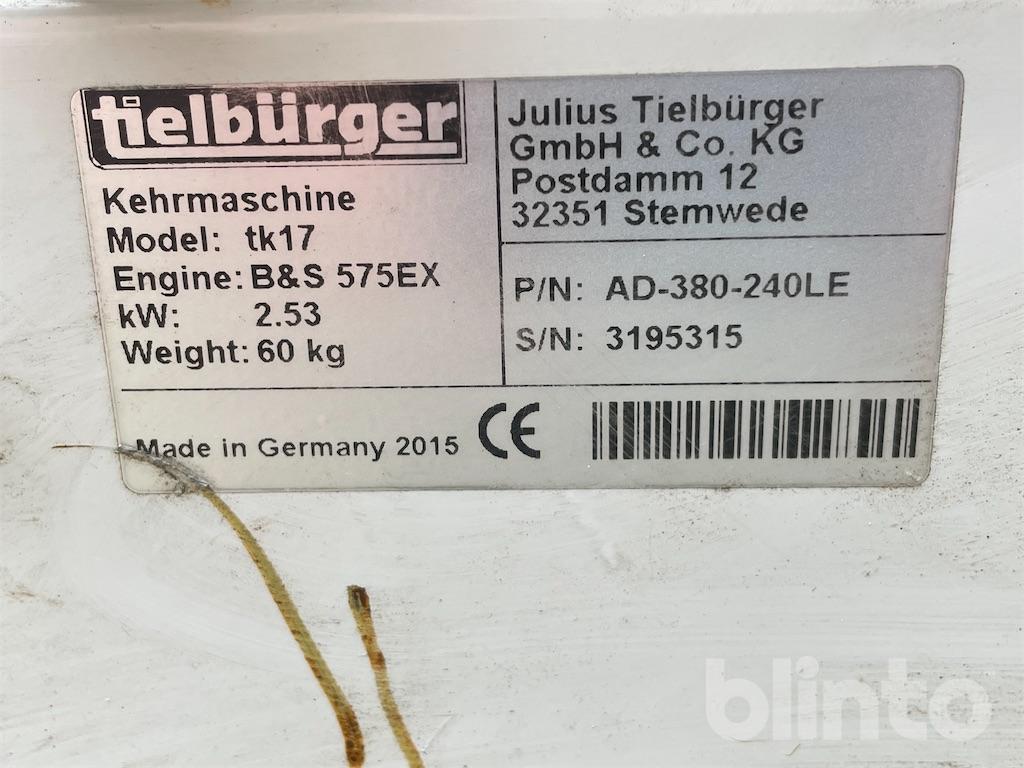 tielbürger
Kehrmaschine
Model: tk17
Engine: B&S 575EX
kW: 2.53
Weight: 60 kg
Julius Tielbürger
GmbH & Co. KG
Postdamm 12
32351 Stemwede
P/N: AD-380-240LE
S/N: 3195315
Made in Germany 2015 CE
blinto